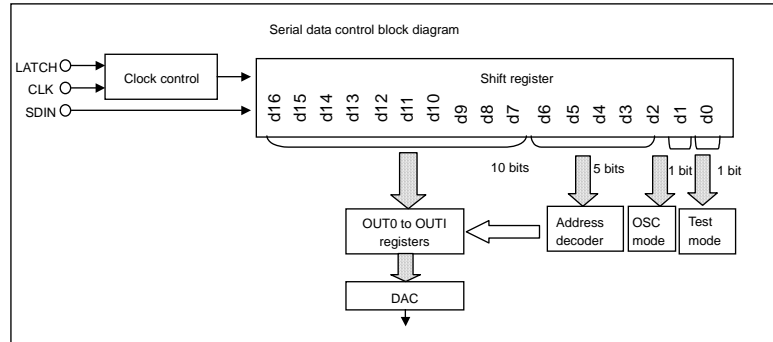 Serial data control block diagram
LATCH
CLK
SDIN
Clock control
Shift register
d16 d15 d14 d13 d12 d11 d10 d9 d8 d7 d6 d5 d4 d3 d2 d1 d0
10 bits
5 bits
1 bit
1 bit
OUT0 to OUTI
registers
Address
decoder
OSC
mode
Test
mode
DAC